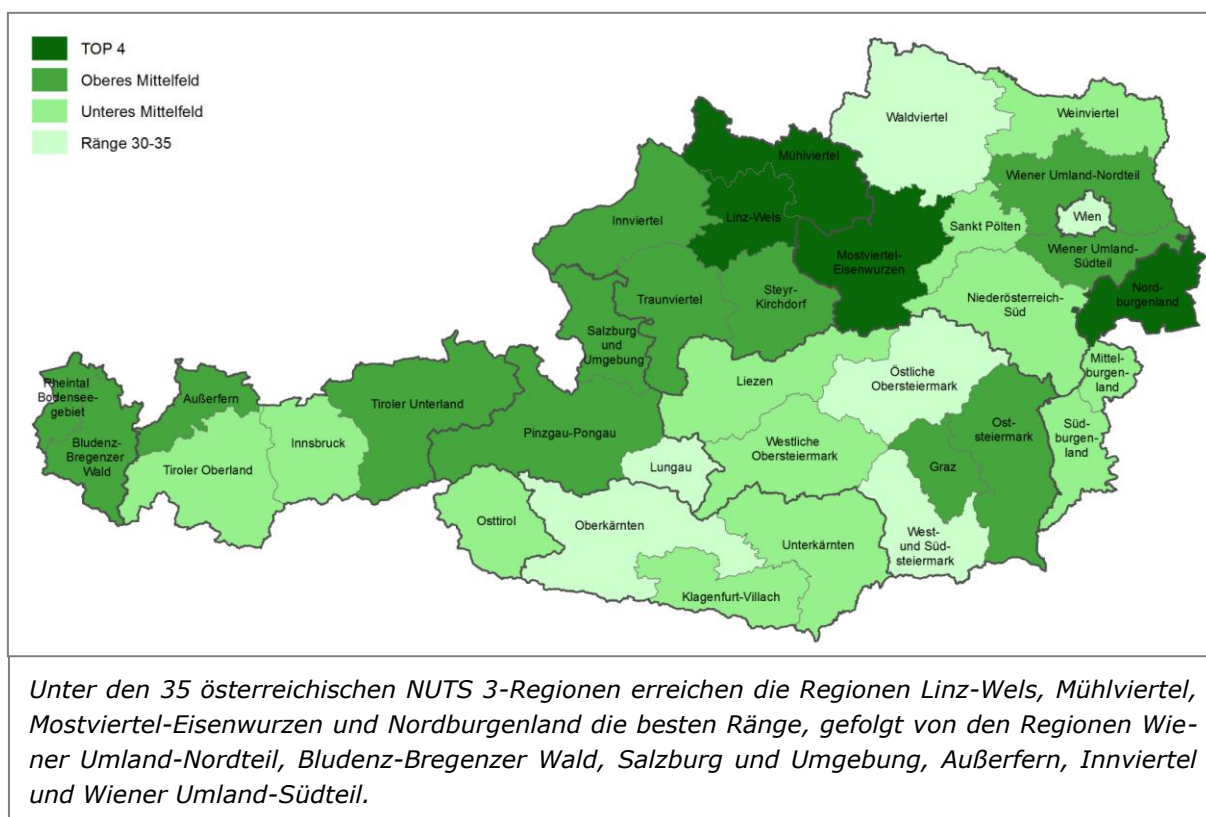 TOP 4
Oberes Mittelfeld
Unteres Mittelfeld
Ränge 30-35
Waldviertel
Weinviertel
Mühlviertel
Wiener Umland-Nordteil
Linz-Wels
Innviertel
Wien
Sankt Pölten
Mostviertel-
Eisenwurzen
Wiener Umland-
Südteil
Nord-
burgenland
Traunviertel
Steyr-
Kirchdorf
Niederösterreich-
Süd
Salzburg
und
Umgebung
Mittel-
burgen-
land
Östliche
Obersteiermark
Liezen
Rheintal
Bodensee-
gebiet
Außerfern
Tiroler Unterland
Ost-
steiermark
Süd-
burgen-
land
Pinzgau-Pongau
Bludenz-
Bregenzer
Wald
Innsbruck
Westliche
Obersteiermark
Tiroler Oberland
Lungau
Graz
Osttirol
Oberkärnten
West-
und Süd-
steiermark
Unterkärnten
Klagenfurt-Villach
Unter den 35 österreichischen NUTS 3-Regionen erreichen die Regionen Linz-Wels, Mühlviertel,
Mostviertel-Eisenwurzen und Nordburgenland die besten Ränge, gefolgt von den Regionen Wie-
ner Umland-Nordteil, Bludenz-Bregenzer Wald, Salzburg und Umgebung, Außerfern, Innviertel
und Wiener Umland-Südteil.